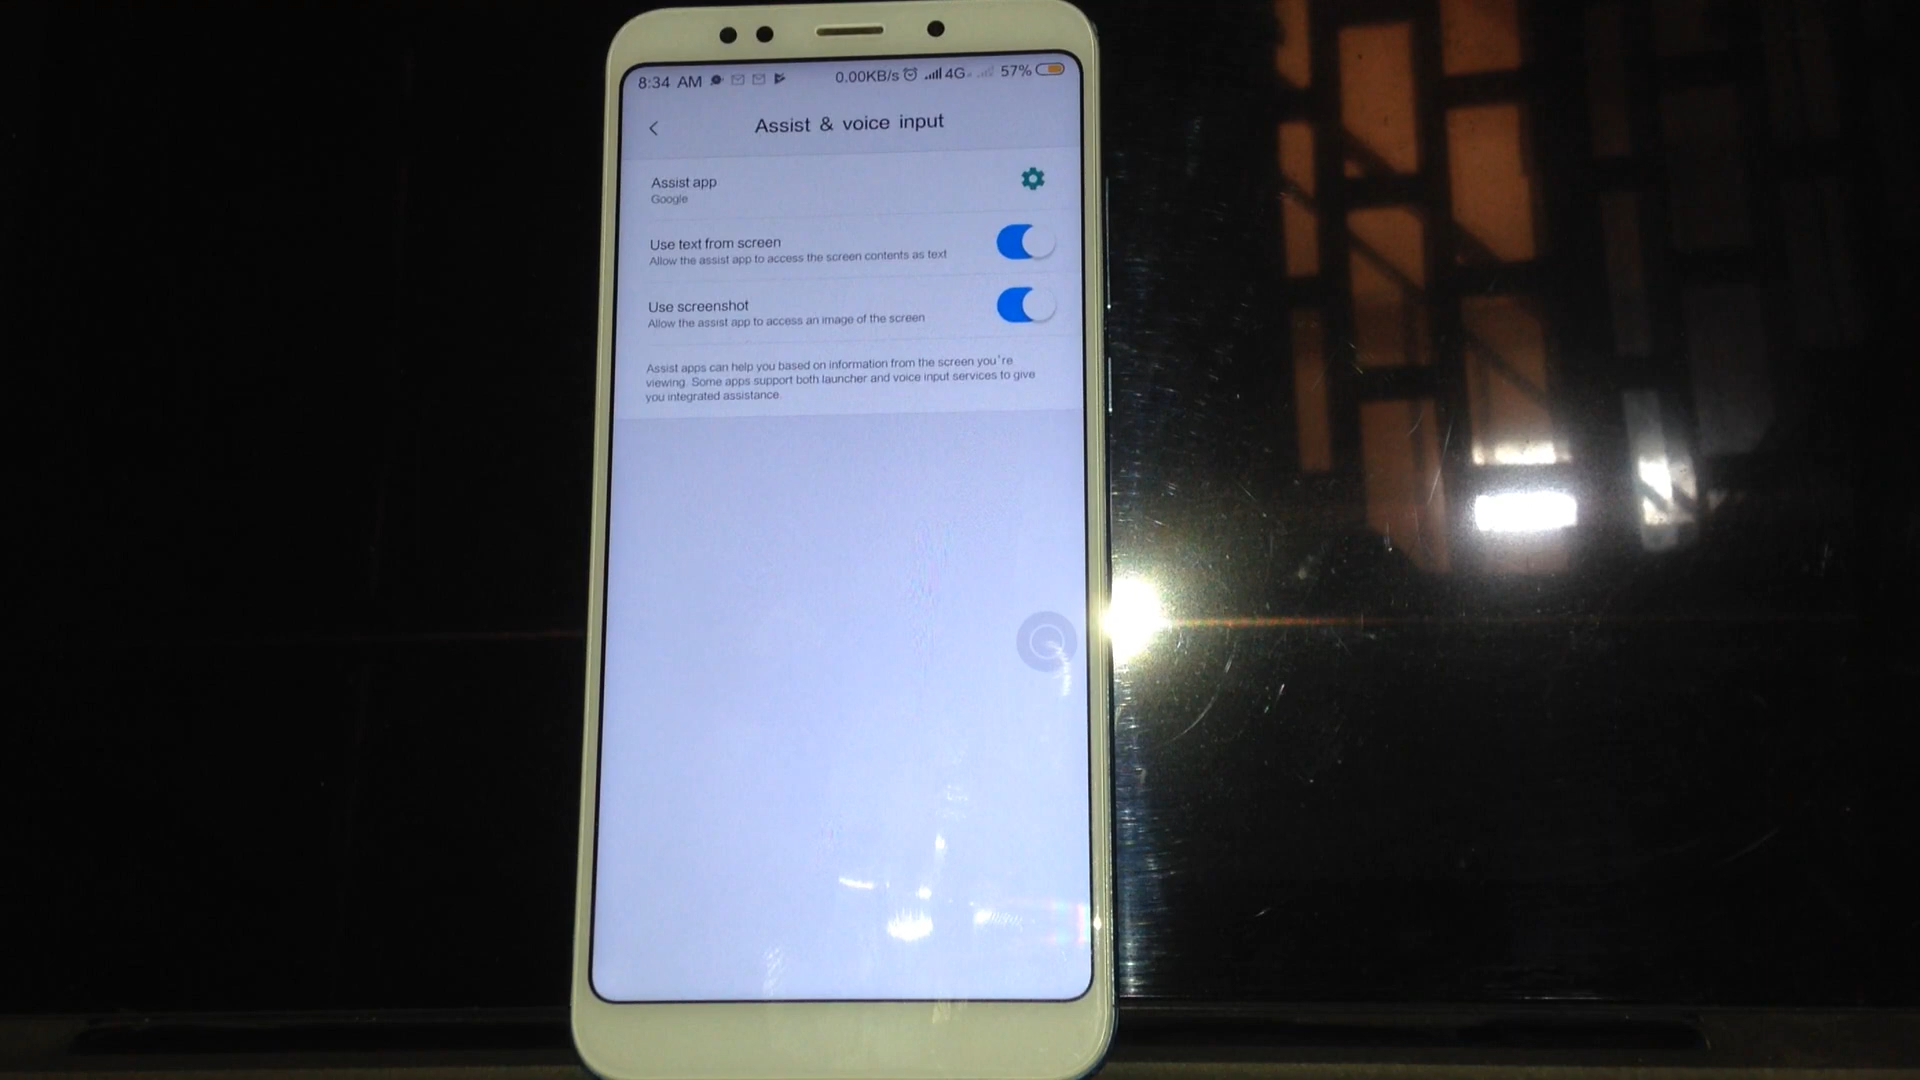 8:34 AM 0.00KB/s 4G 57%
Assist & voice input
Assist app
Google
Use text from screen
Allow the assist app to access the screen contents as text
Use screenshot
Allow the assist app to access an image of the screen
Assist apps can help you based on information from the screen you're
viewing. Some apps support both launcher and voice input services to give
you integrated assistance.